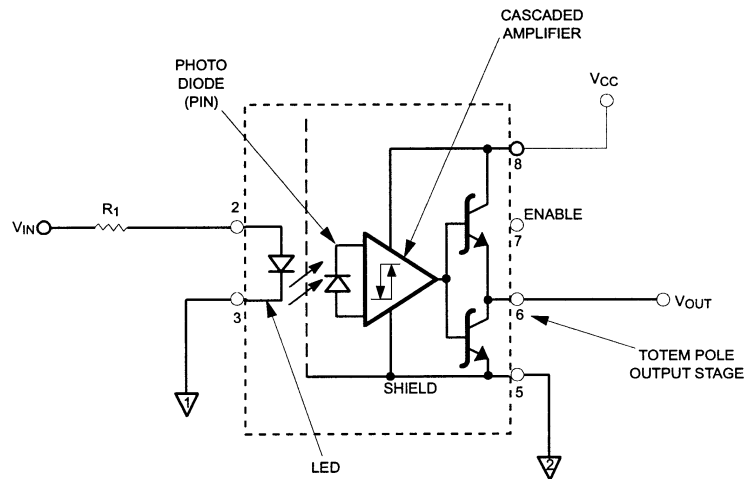 CASCADED
AMPLIFIER
PHOTO
DIODE
(PIN)
VCC
8
R1
2
VIN
ENABLE
7
3
6
VOUT
TOTEM POLE
OUTPUT STAGE
SHIELD
5
1
2
LED